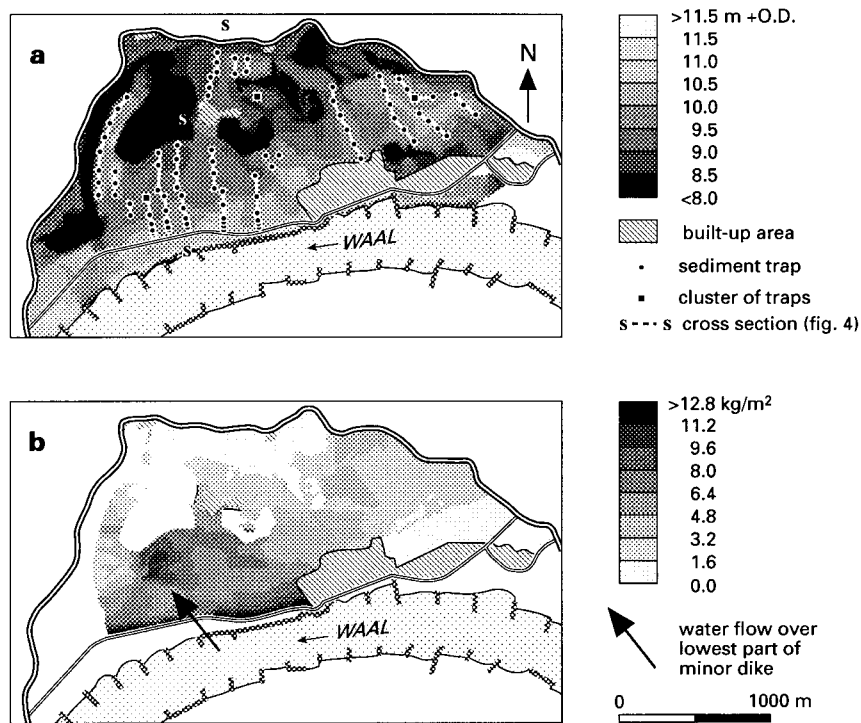 a
s
s
s
N
WAAL
>11.5 m +O.D.
11.5
11.0
10.5
10.0
9.5
9.0
8.5
<8.0
built-up area
sediment trap
cluster of traps
s ---- s cross section (fig. 4)
b
WAAL
>12.8 kg/m²
11.2
9.6
8.0
6.4
4.8
3.2
1.6
0.0
water flow over
lowest part of
minor dike
0 1000 m